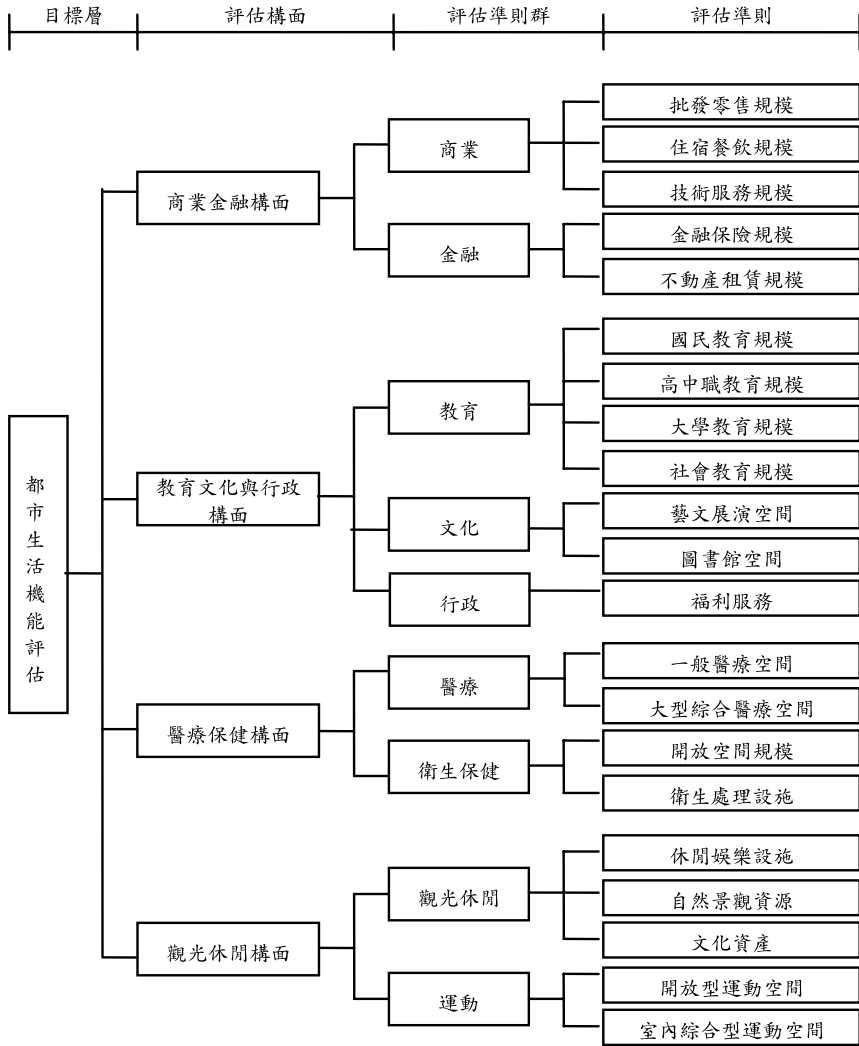 目標層 評估構面 評估準則群 評估準則
批發零售規模
商業
住宿餐飲規模
技術服務規模
商業金融構面
金融保險規模
金融
不動產租賃規模
國民教育規模
高中職教育規模
教育
大學教育規模
社會教育規模
教育文化與行政
構面
藝文展演空間
文化
圖書館空間
行政
福利服務
都市生活機能評估
一般醫療空間
醫療
大型綜合醫療空間
醫療保健構面
開放空間規模
衛生保健
衛生處理設施
休閒娛樂設施
觀光休閒
自然景觀資源
文化資產
觀光休閒構面
開放型運動空間
運動
室內綜合型運動空間